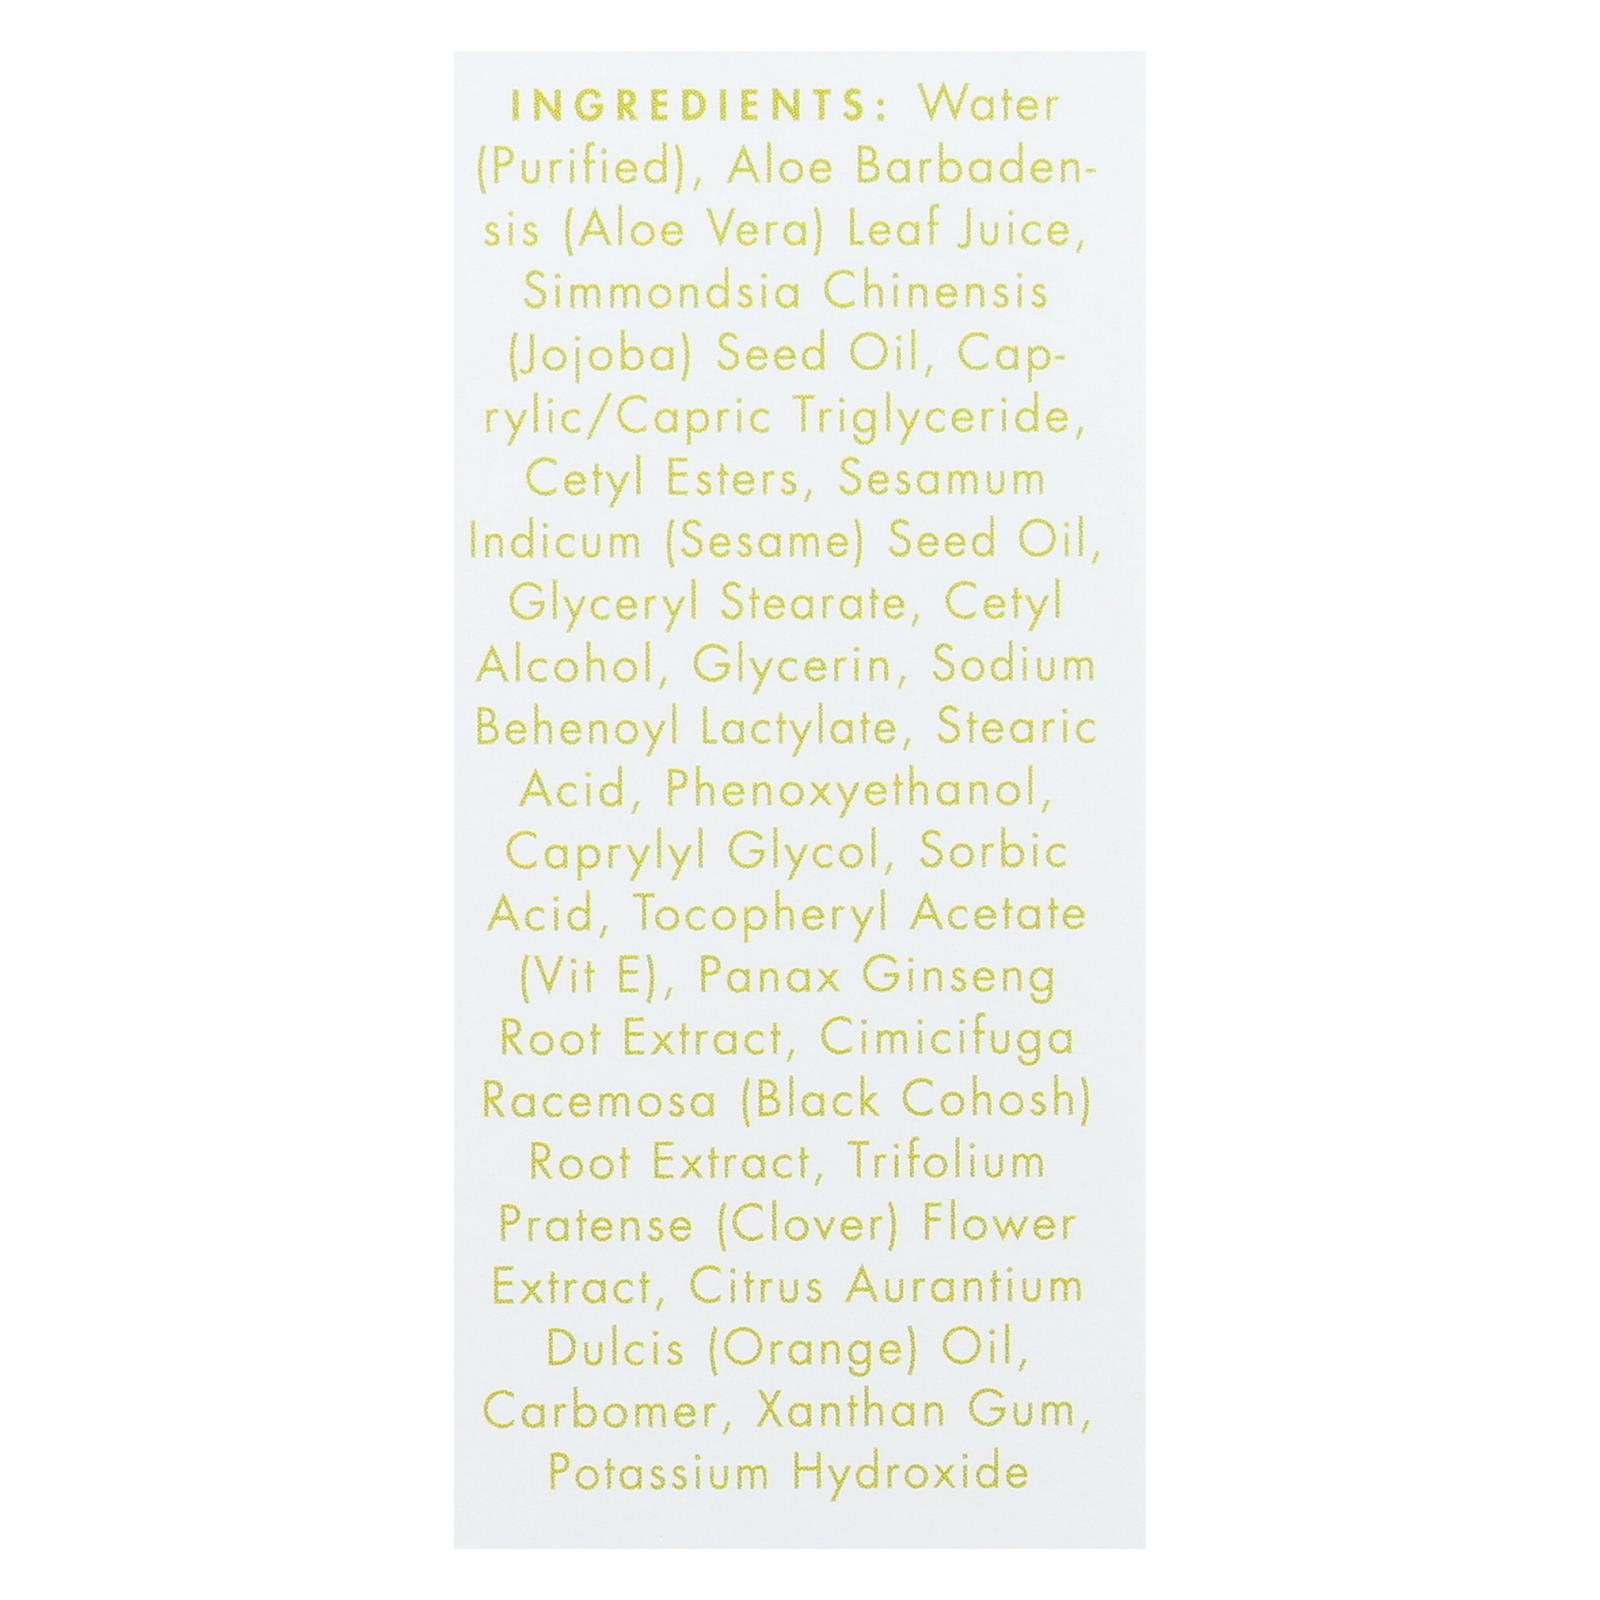 INGREDIENTS: Water
(Purified), Aloe Barbaden-
sis (Aloe Vera) Leaf Juice,
Simmondsia Chinensis
(Jojoba) Seed Oil, Cap-
rylic/Capric Triglyceride,
Cetyl Esters, Sesamum
Indicum (Sesame) Seed Oil,
Glyceryl Stearate, Cetyl
Alcohol, Glycerin, Sodium
Behenoyl Lactylate, Stearic
Acid, Phenoxyethanol,
Caprylyl Glycol, Sorbic
Acid, Tocopheryl Acetate
(Vit E), Panax Ginseng
Root Extract, Cimicifuga
Racemosa (Black Cohosh)
Root Extract, Trifolium
Pratense (Clover) Flower
Extract, Citrus Aurantium
Dulcis (Orange) Oil,
Carbomer, Xanthan Gum,
Potassium Hydroxide